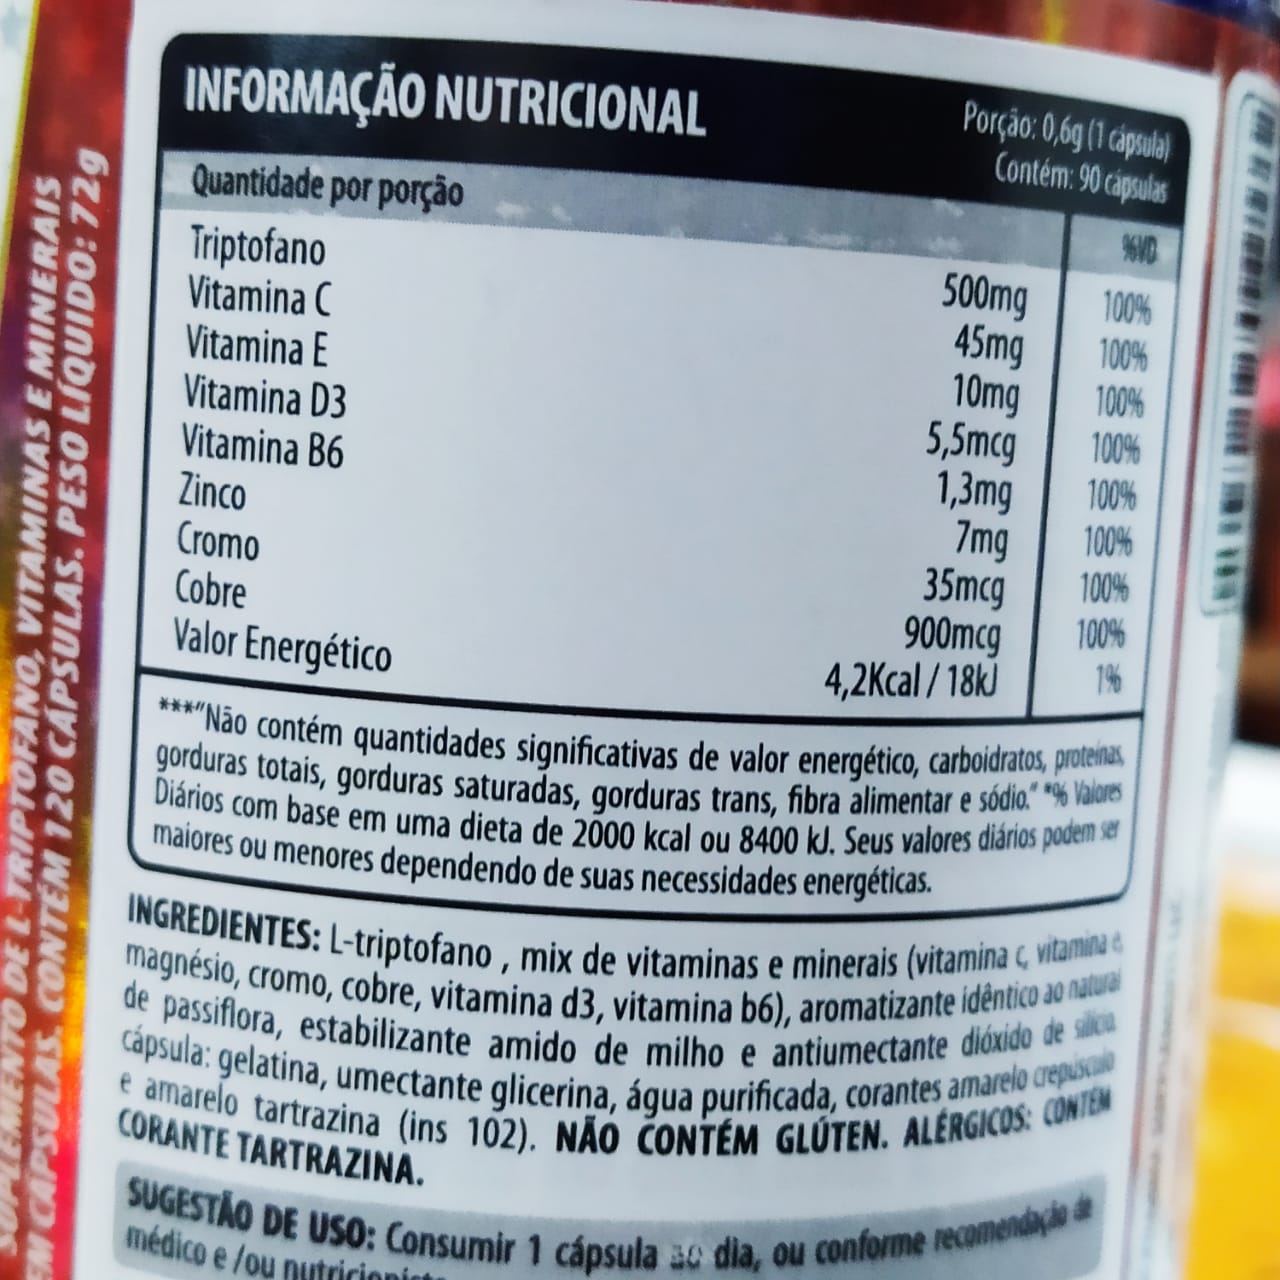 INFORMAÇÃO NUTRICIONAL
Porção: 0,6g (1 cápsula)
Contém: 90 cápsulas
Quantidade por porção %VD
Triptofano 500mg 100%
Vitamina C 45mg 100%
Vitamina E 10mg 100%
Vitamina D3 5,5mcg 100%
Vitamina B6 1,3mg 100%
Zinco 7mg 100%
Cromo 35mcg 100%
Cobre 900mcg 100%
Valor Energético 4,2Kcal / 18kJ 1%
***"Não contém quantidades significativas de valor energético, carboidratos, proteínas,
gorduras totais, gorduras saturadas, gorduras trans, fibra alimentar e sódio." *% Valores
Diários com base em uma dieta de 2000 kcal ou 8400 kJ. Seus valores diários podem ser
maiores ou menores dependendo de suas necessidades energéticas.
INGREDIENTES: L-triptofano , mix de vitaminas e minerais (vitamina c, vitamina e,
magnésio, cromo, cobre, vitamina d3, vitamina b6), aromatizante idêntico ao natural
de passiflora, estabilizante amido de milho e antiumectante dióxido de silício.
cápsula: gelatina, umectante glicerina, água purificada, corantes amarelo crepúsculo
e amarelo tartrazina (ins 102). NÃO CONTÉM GLÚTEN. ALÉRGICOS: CONTÉM
CORANTE TARTRAZINA.
SUGESTÃO DE USO: Consumir 1 cápsula ao dia, ou conforme recomendação de
médico e /ou nutricionista
SUPLEMENTO DE L-TRIPTOFANO, VITAMINAS E MINERAIS
EM CÁPSULAS. CONTÉM 120 CÁPSULAS. PESO LÍQUIDO: 72g